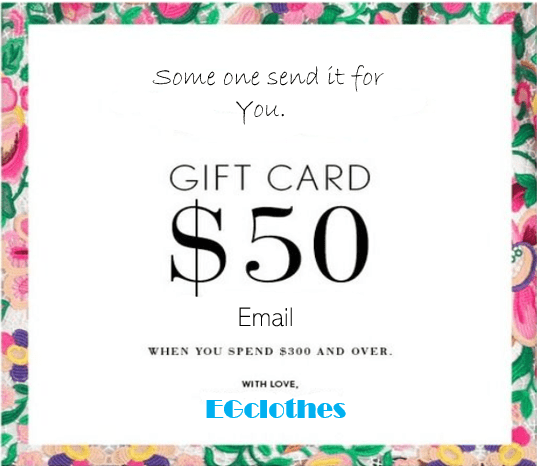 Some one send it for
You.
GIFT CARD
$50
Email
WHEN YOU SPEND $300 AND OVER.
WITH LOVE,
EGclothes